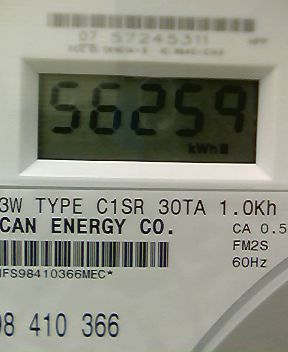 07 57245311
56259
kWh
3W TYPE C1SR 30TA 1.0Kh
CAN ENERGY CO.
CA 0.5
FM2S
60Hz
IFS98410366MEC*
98 410 366